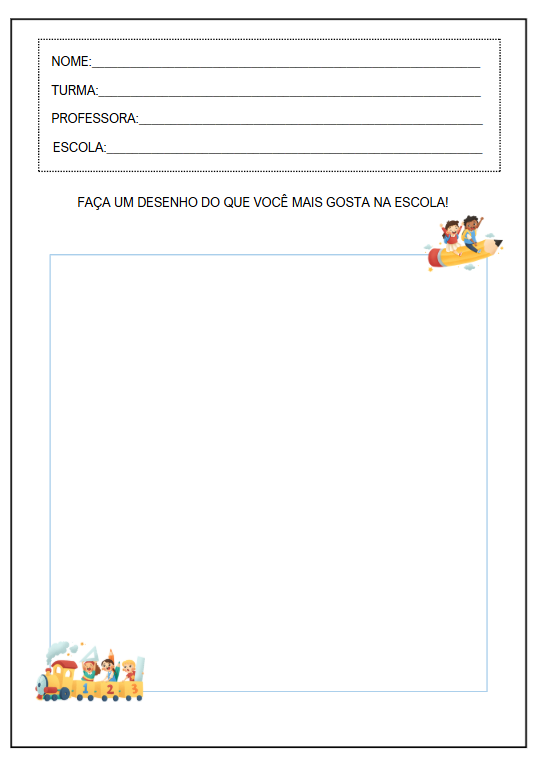 NOME:
TURMA:
PROFESSORA:
ESCOLA:
FAÇA UM DESENHO DO QUE VOCÊ MAIS GOSTA NA ESCOLA!
1 2 3